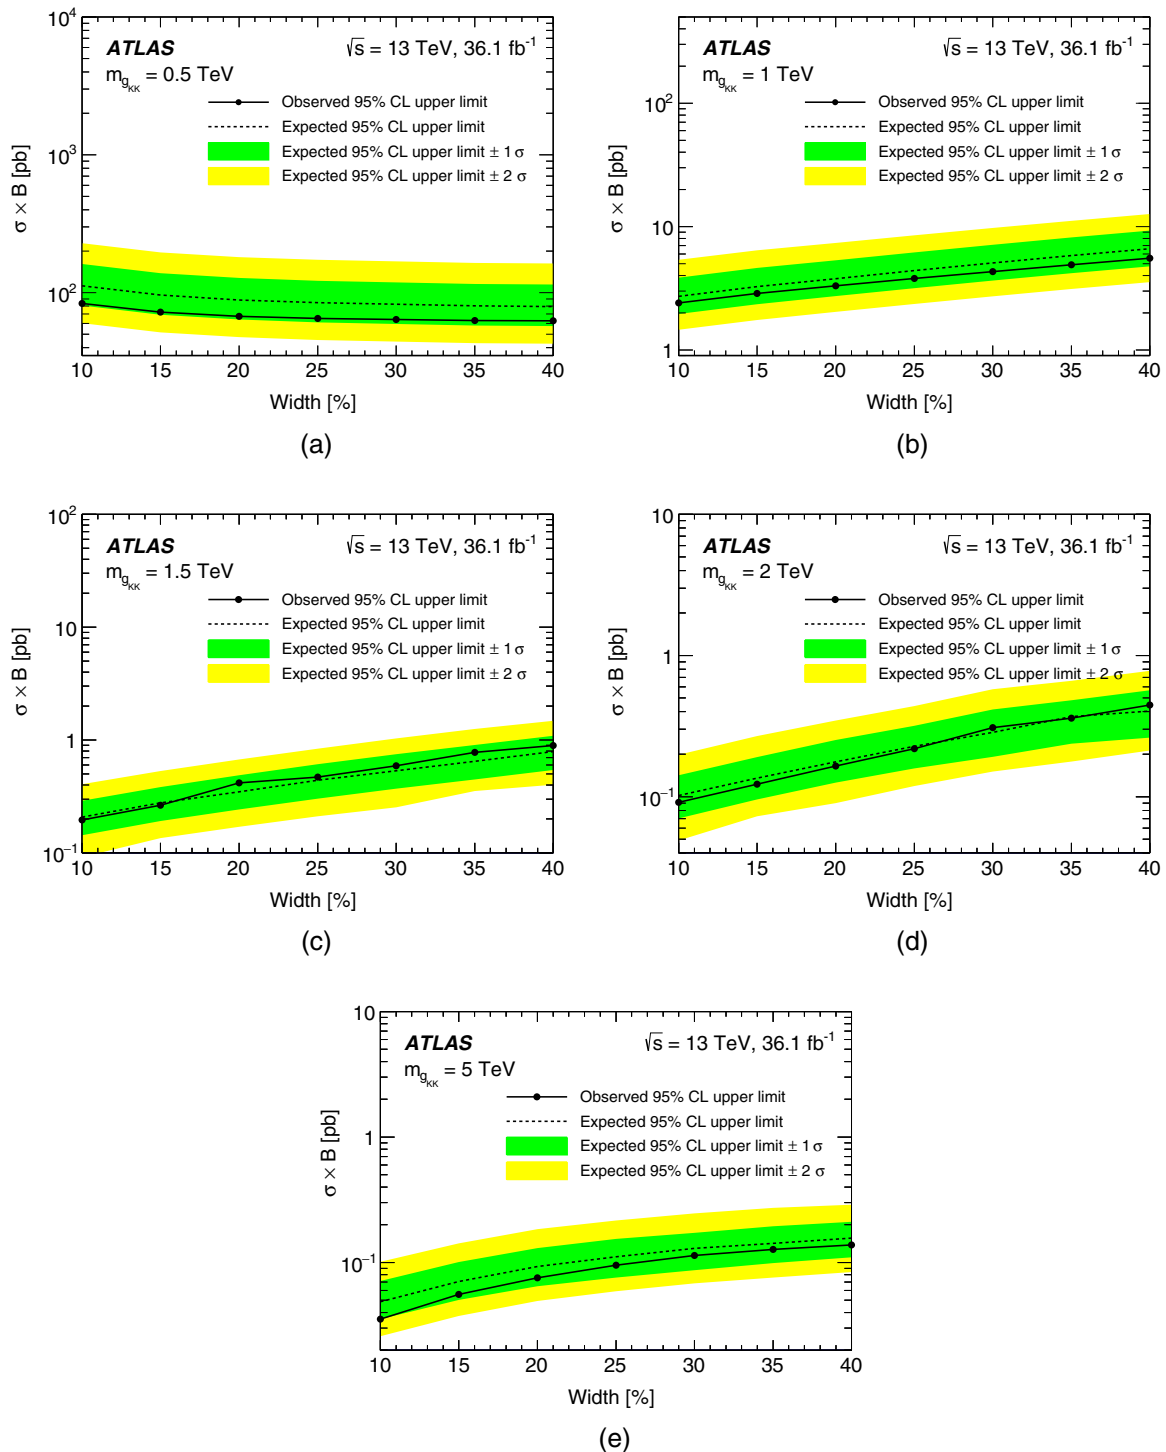 ATLAS
√s = 13 TeV, 36.1 fb⁻¹
m_gKK = 0.5 TeV
Observed 95% CL upper limit
Expected 95% CL upper limit
Expected 95% CL upper limit ± 1 σ
Expected 95% CL upper limit ± 2 σ
σ × B [pb]
10⁴
10³
10²
10 15 20 25 30 35 40
Width [%]
(a)
ATLAS
√s = 13 TeV, 36.1 fb⁻¹
m_gKK = 1 TeV
Observed 95% CL upper limit
Expected 95% CL upper limit
Expected 95% CL upper limit ± 1 σ
Expected 95% CL upper limit ± 2 σ
σ × B [pb]
10²
10
1
10 15 20 25 30 35 40
Width [%]
(b)
ATLAS
√s = 13 TeV, 36.1 fb⁻¹
m_gKK = 1.5 TeV
Observed 95% CL upper limit
Expected 95% CL upper limit
Expected 95% CL upper limit ± 1 σ
Expected 95% CL upper limit ± 2 σ
σ × B [pb]
10²
10
1
10⁻¹
10 15 20 25 30 35 40
Width [%]
(c)
ATLAS
√s = 13 TeV, 36.1 fb⁻¹
m_gKK = 2 TeV
Observed 95% CL upper limit
Expected 95% CL upper limit
Expected 95% CL upper limit ± 1 σ
Expected 95% CL upper limit ± 2 σ
σ × B [pb]
10
1
10⁻¹
10 15 20 25 30 35 40
Width [%]
(d)
ATLAS
√s = 13 TeV, 36.1 fb⁻¹
m_gKK = 5 TeV
Observed 95% CL upper limit
Expected 95% CL upper limit
Expected 95% CL upper limit ± 1 σ
Expected 95% CL upper limit ± 2 σ
σ × B [pb]
10
1
10⁻¹
10 15 20 25 30 35 40
Width [%]
(e)